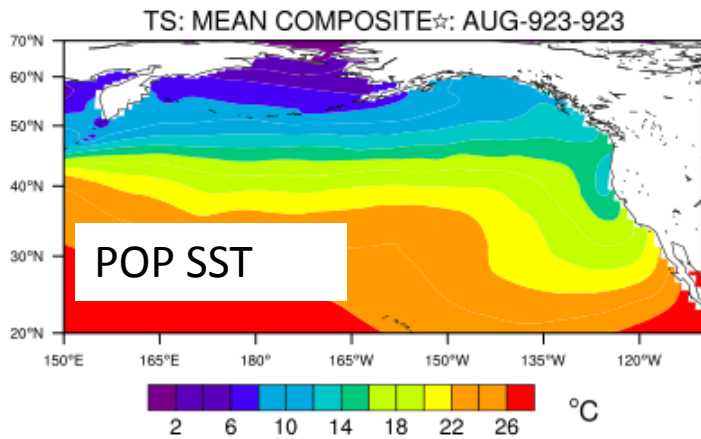 TS: MEAN COMPOSITE☆: AUG-923-923
70°N
60°N
50°N
40°N
30°N
20°N
POP SST
150°E 165°E 180° 165°W 150°W 135°W 120°W
2 6 10 14 18 22 26 °C